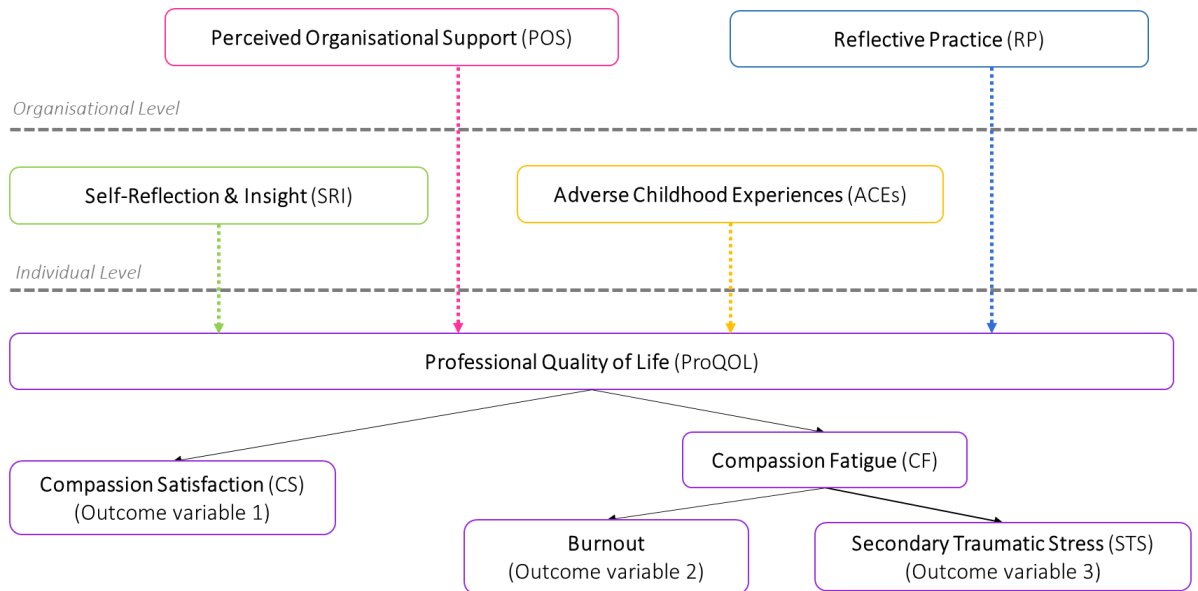 Perceived Organisational Support (POS)
Reflective Practice (RP)
Organisational Level
Self-Reflection & Insight (SRI)
Adverse Childhood Experiences (ACEs)
Individual Level
Professional Quality of Life (ProQOL)
Compassion Satisfaction (CS)
(Outcome variable 1)
Compassion Fatigue (CF)
Burnout
(Outcome variable 2)
Secondary Traumatic Stress (STS)
(Outcome variable 3)